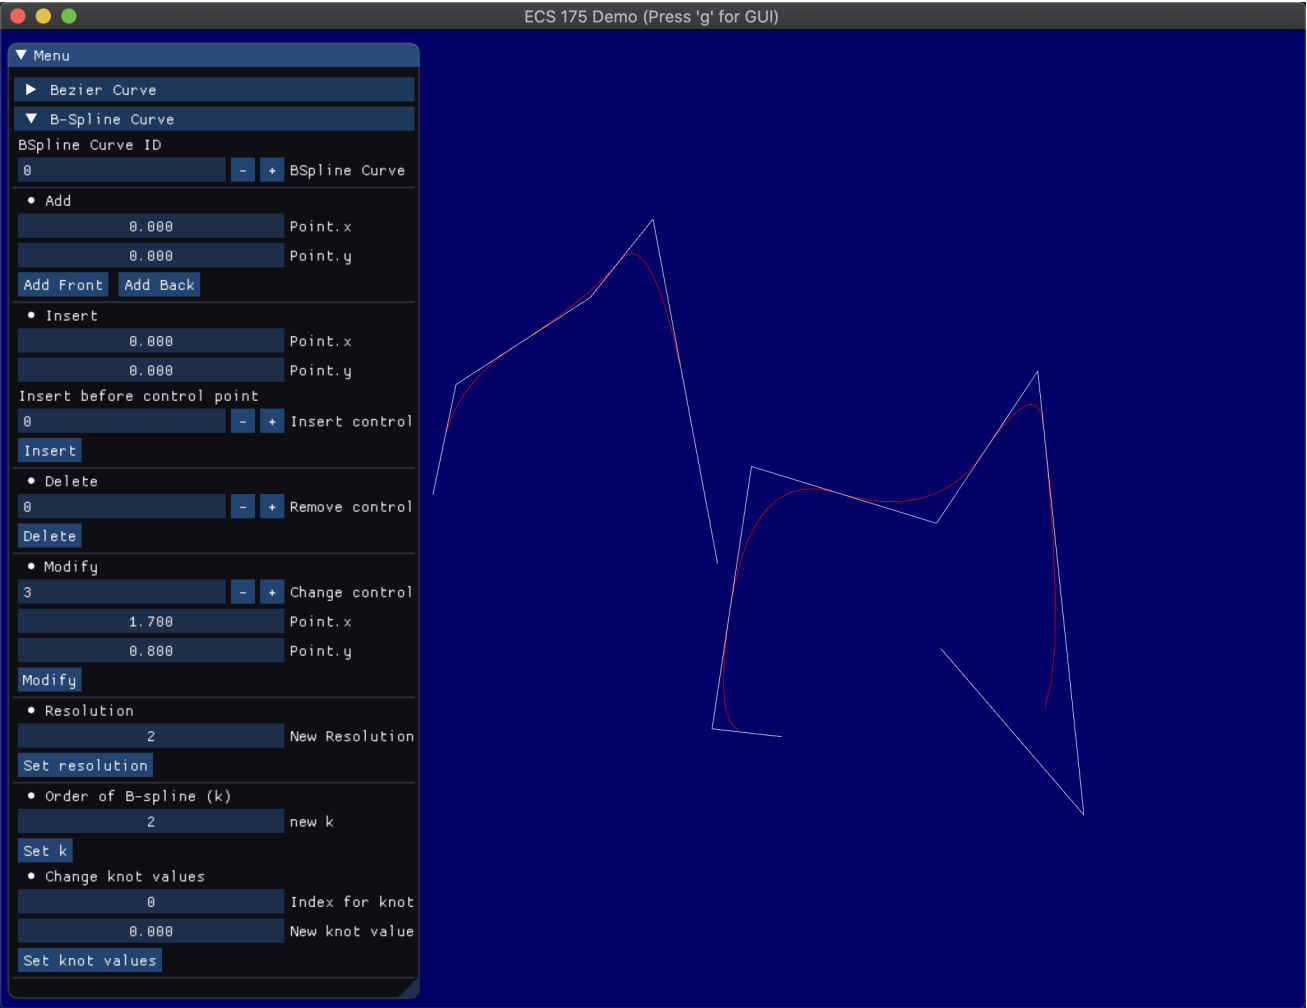 ECS 175 Demo (Press 'g' for GUI)
Menu
Bezier Curve
B-Spline Curve
BSpline Curve ID
0 - + BSpline Curve
Add
0.000 Point.x
0.000 Point.y
Add Front Add Back
Insert
0.000 Point.x
0.000 Point.y
Insert before control point
0 - + Insert control
Insert
Delete
0 - + Remove control
Delete
Modify
3 - + Change control
1.700 Point.x
0.800 Point.y
Modify
Resolution
2 New Resolution
Set resolution
Order of B-spline (k)
2 new k
Set k
Change knot values
0 Index for knot
0.000 New knot value
Set knot values